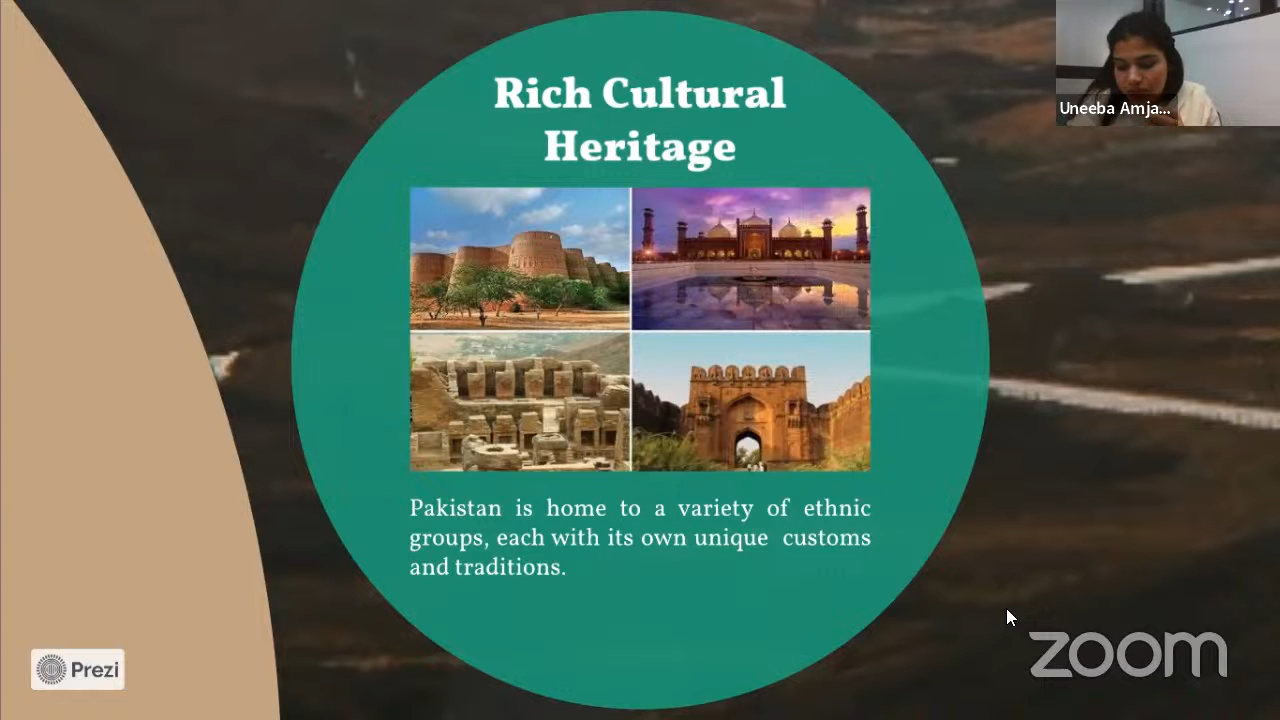 Rich Cultural
Heritage
Uneeba Amja...
Pakistan is home to a variety of ethnic
groups, each with its own unique customs
and traditions.
Prezi
zoom